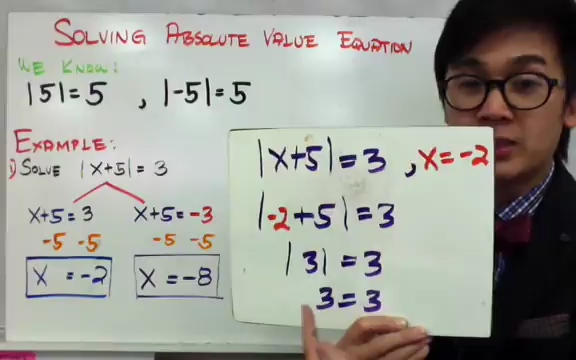 SOLVING ABSOLUTE VALUE EQUATION
WE KNOW:
|5|=5 , |-5|=5
EXAMPLE:
1) SOLVE |x+5|=3
x+5=3 x+5=-3
-5 -5 -5 -5
x =-2 x =-8
|x+5|=3 , x=-2
|-2+5|=3
|3|=3
3=3